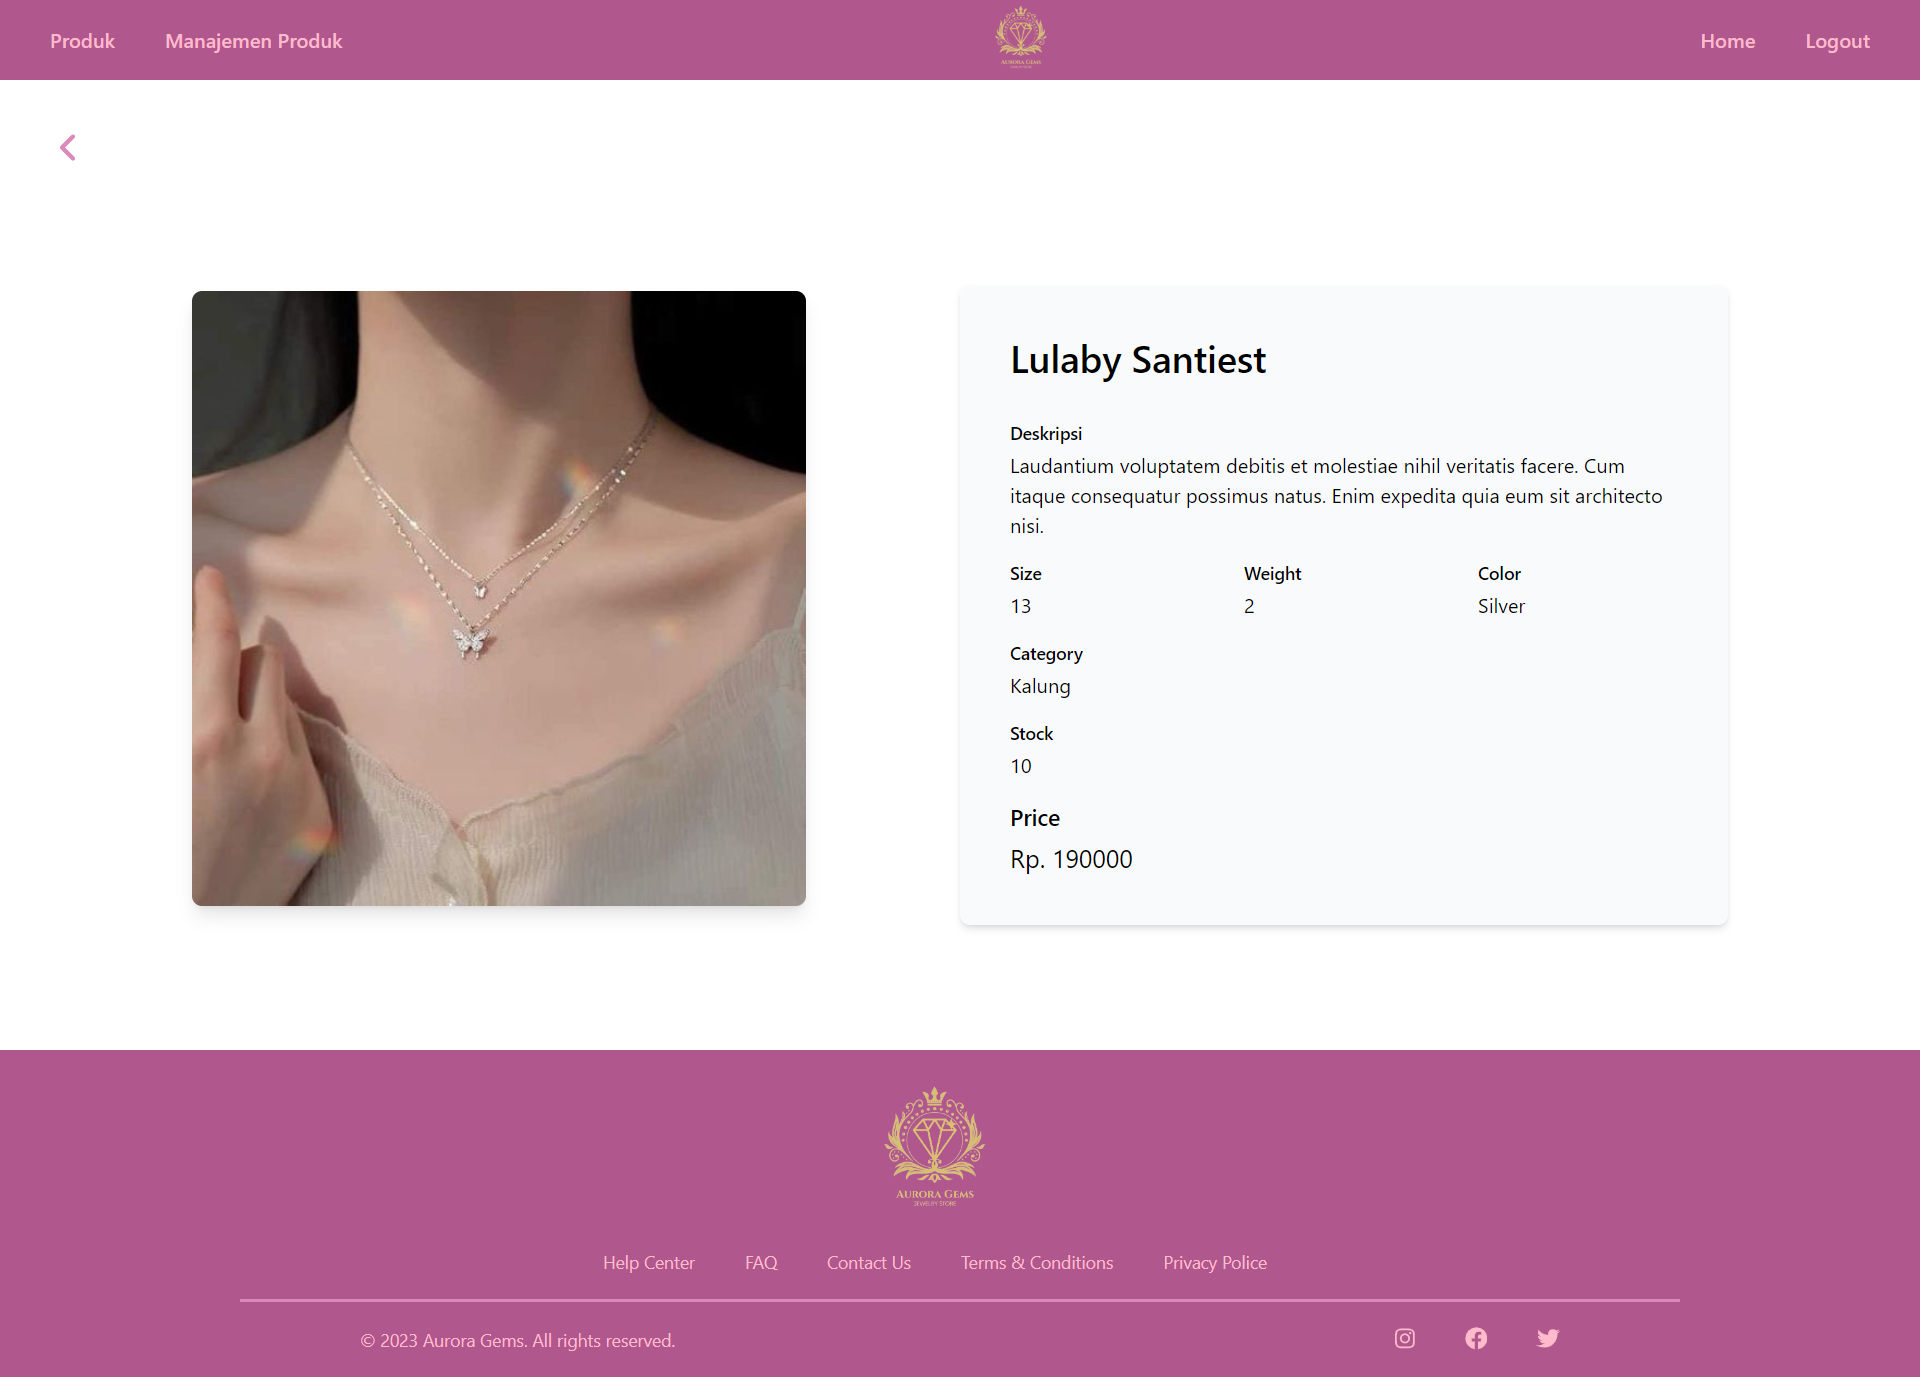 Produk
Manajemen Produk
AURORA GEMS
Home
Logout
Lulaby Santiest
Deskripsi
Laudantium voluptatem debitis et molestiae nihil veritatis facere. Cum
itaque consequatur possimus natus. Enim expedita quia eum sit architecto
nisi.
Size
Weight
Color
13
2
Silver
Category
Kalung
Stock
10
Price
Rp. 190000
AURORA GEMS
JEWELRY STORE
Help Center
FAQ
Contact Us
Terms & Conditions
Privacy Police
© 2023 Aurora Gems. All rights reserved.